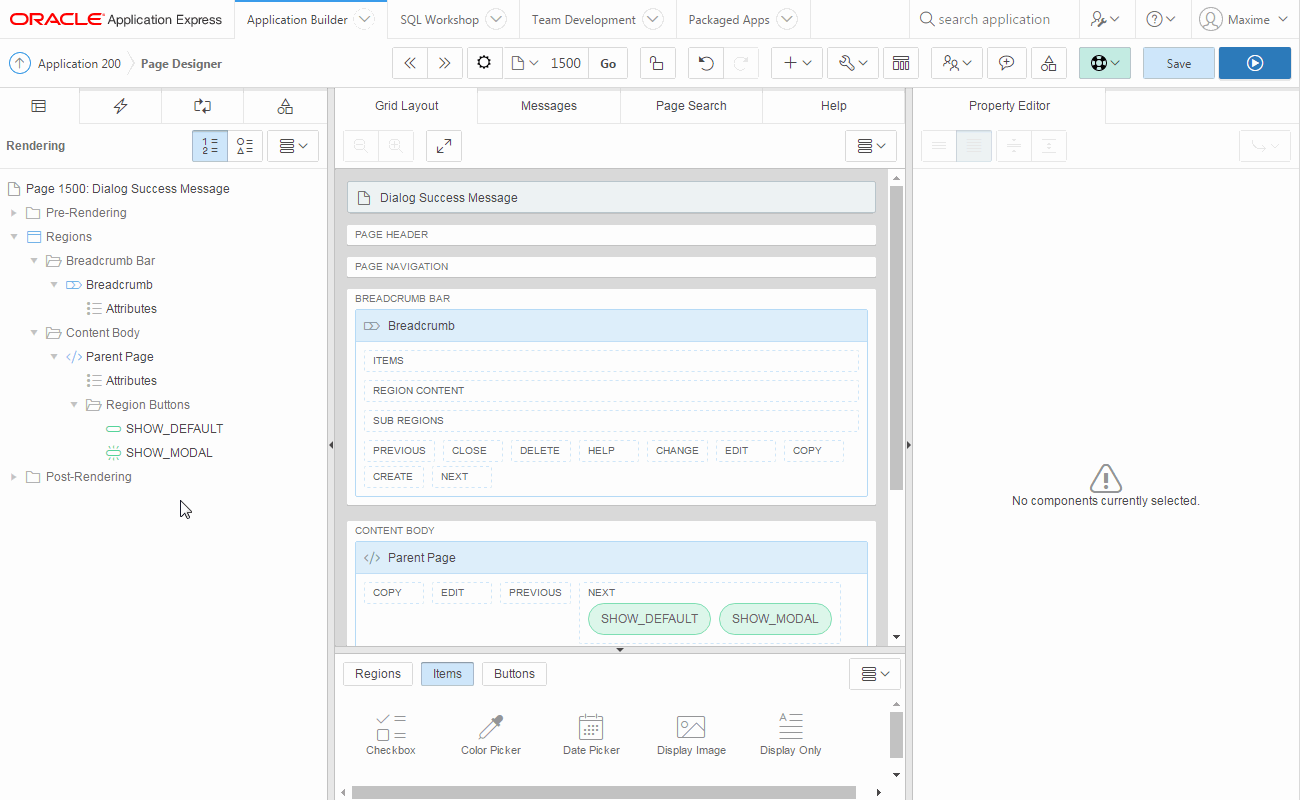 ORACLE Application Express
Application Builder
SQL Workshop
Team Development
Packaged Apps
search application
Maxime
Application 200
Page Designer
1500
Go
Save
Grid Layout
Messages
Page Search
Help
Property Editor
Rendering
Page 1500: Dialog Success Message
Pre-Rendering
Regions
Breadcrumb Bar
Breadcrumb
Attributes
Content Body
Parent Page
Attributes
Region Buttons
SHOW_DEFAULT
SHOW_MODAL
Post-Rendering
Dialog Success Message
PAGE HEADER
PAGE NAVIGATION
BREADCRUMB BAR
Breadcrumb
ITEMS
REGION CONTENT
SUB REGIONS
PREVIOUS CLOSE DELETE HELP CHANGE EDIT COPY
CREATE NEXT
CONTENT BODY
Parent Page
COPY EDIT PREVIOUS NEXT
SHOW_DEFAULT SHOW_MODAL
Regions Items Buttons
Checkbox Color Picker Date Picker Display Image Display Only
No components currently selected.